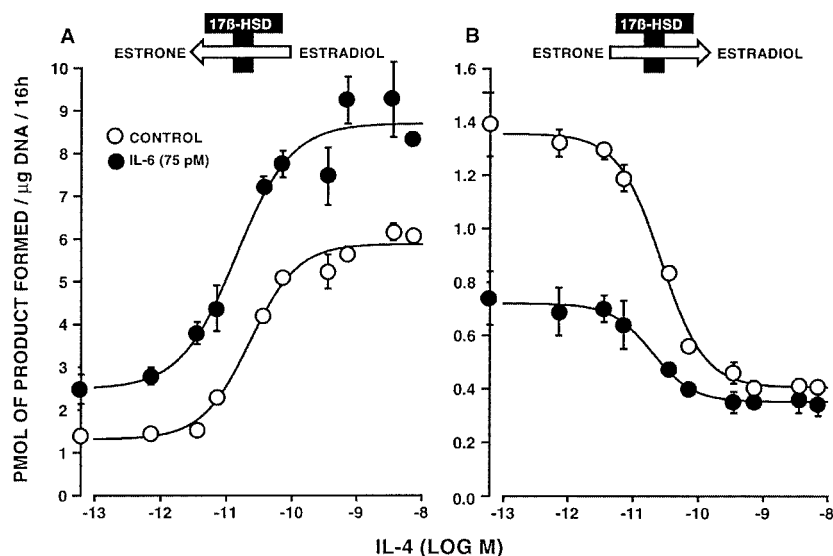 A
17ß-HSD
ESTRONE
ESTRADIOL
B
17ß-HSD
ESTRONE
ESTRADIOL
PMOL OF PRODUCT FORMED / µg DNA / 16h
10
9
8
7
6
5
4
3
2
1
0
CONTROL
IL-6 (75 pM)
-13
-12
-11
-10
-9
-8
1.6
1.4
1.2
1.0
0.8
0.6
0.4
0.2
0.0
-13
-12
-11
-10
-9
-8
IL-4 (LOG M)